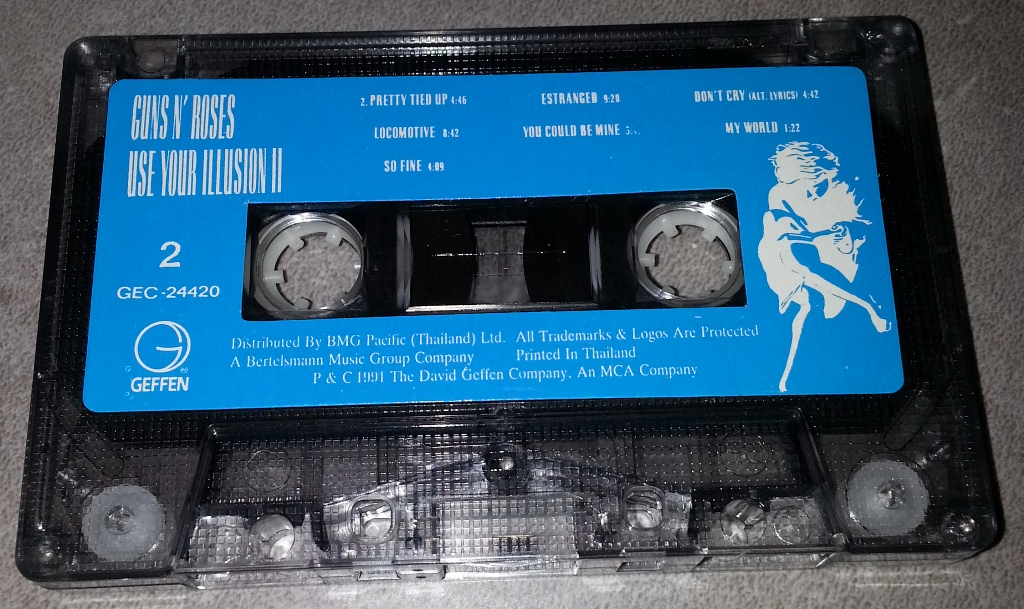 GUNS N' ROSES
USE YOUR ILLUSION II
2. PRETTY TIED UP 4:46
LOCOMOTIVE 8:42
SO FINE 4:09
ESTRANGED 9:20
YOU COULD BE MINE
DON'T CRY (ALT. LYRICS) 4:42
MY WORLD 1:22
2
GEC-24420
GEFFEN
Distributed By BMG Pacific (Thailand) Ltd. All Trademarks & Logos Are Protected
A Bertelsmann Music Group Company Printed In Thailand
P & C 1991 The David Geffen Company. An MCA Company